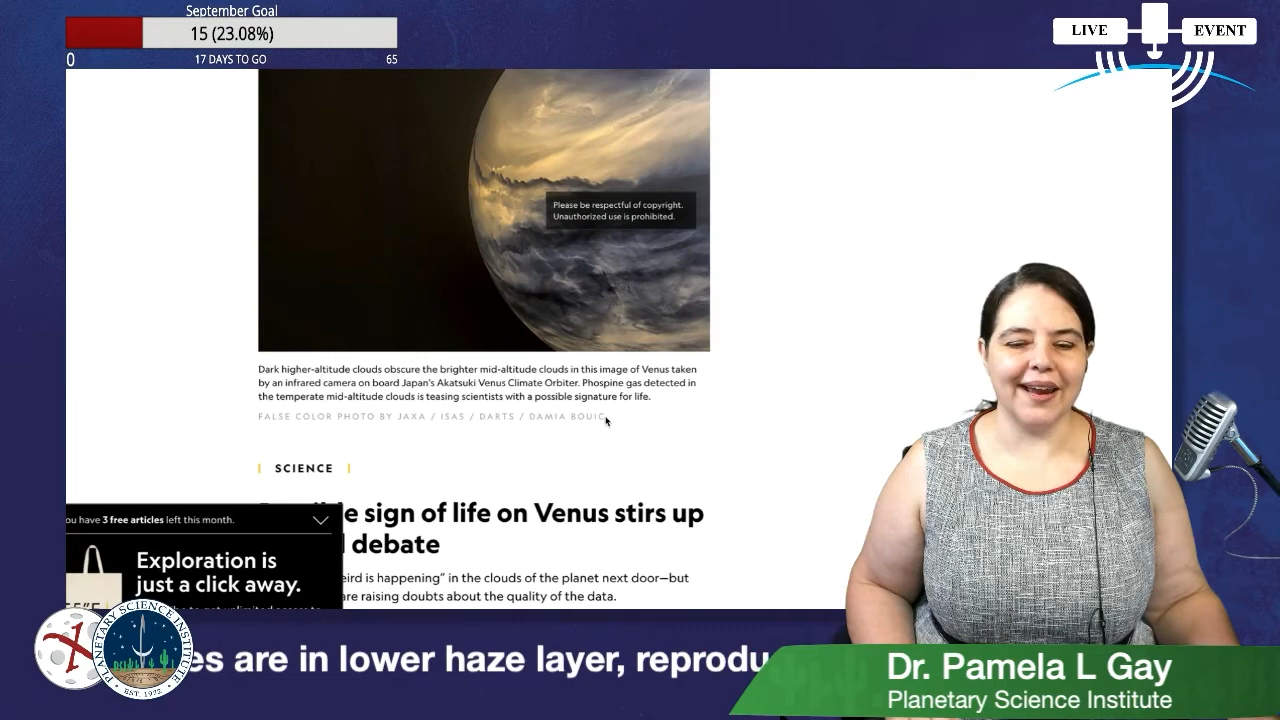 September Goal
15 (23.08%)
0
17 DAYS TO GO
65
LIVE
EVENT
Please be respectful of copyright.
Unauthorized use is prohibited.
Dark higher-altitude clouds obscure the brighter mid-altitude clouds in this image of Venus taken
by an infrared camera on board Japan's Akatsuki Venus Climate Orbiter. Phospine gas detected in
the temperate mid-altitude clouds is teasing scientists with a possible signature for life.
FALSE COLOR PHOTO BY JAXA / ISAS / DARTS / DAMIA BOUIC
SCIENCE
sign of life on Venus stirs up
debate
is happening” in the clouds of the planet next door—but
are raising doubts about the quality of the data.
ou have 3 free articles left this month.
Exploration is
just a click away.
PLANETARY SCIENCE INSTITUTE
EST. 1972
es are in lower haze layer, reprodu
Dr. Pamela L Gay
Planetary Science Institute